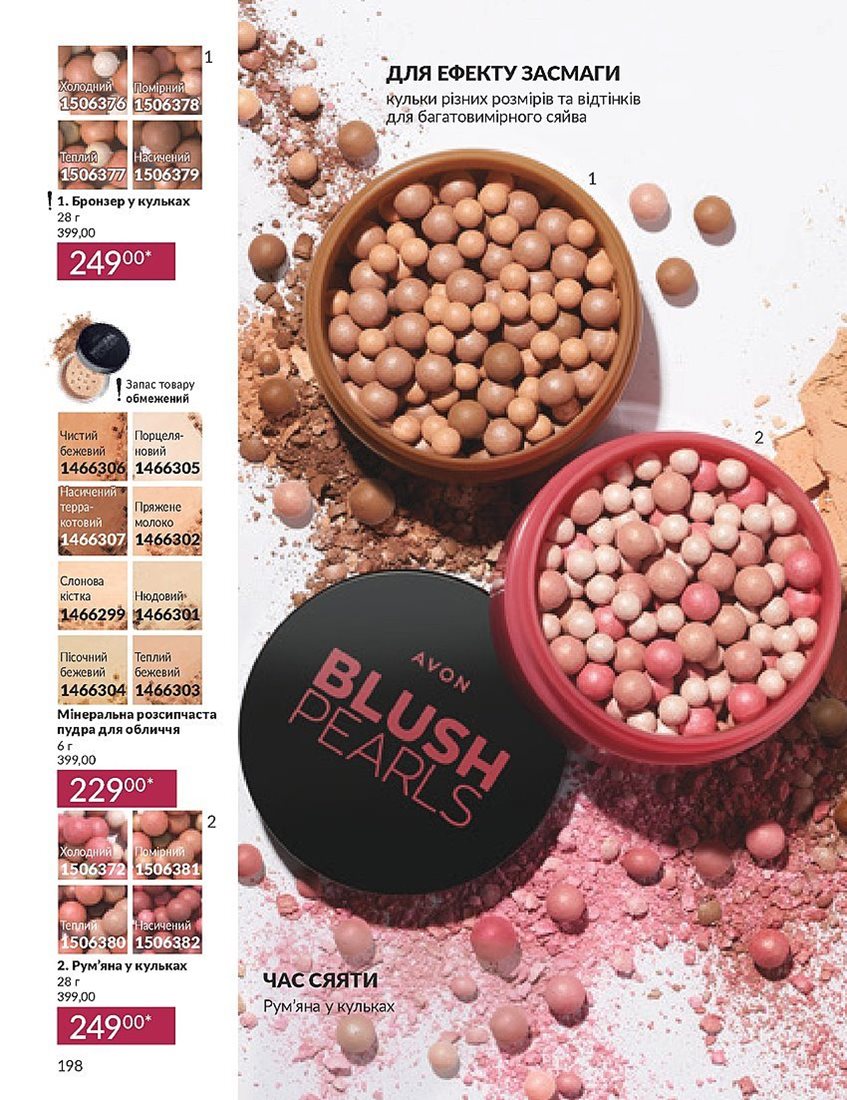 1
Холодний
1506376
Помірний
1506378
Теплий
1506377
Насичений
1506379
! 1. Бронзер у кульках
28 г
399,00
24900*
! Запас товару
обмежений
Чистий
бежевий
1466306
Порцеля-
новий
1466305
Насичений
терра-
котовий
1466307
Пряжене
молоко
1466302
Слонова
кістка
1466299
Нюдовий
1466301
Пісочний
бежевий
1466304
Теплий
бежевий
1466303
Мінеральна розсипчаста
пудра для обличчя
6 г
399,00
22900*
2
Холодний
1506372
Помірний
1506381
Теплий
1506380
Насичений
1506382
2. Рум’яна у кульках
28 г
399,00
24900*
198
ДЛЯ ЕФЕКТУ ЗАСМАГИ
кульки різних розмірів та відтінків
для багатовимірного сяйва
1
2
AVON
BLUSH
PEARLS
ЧАС СЯЯТИ
Рум’яна у кульках